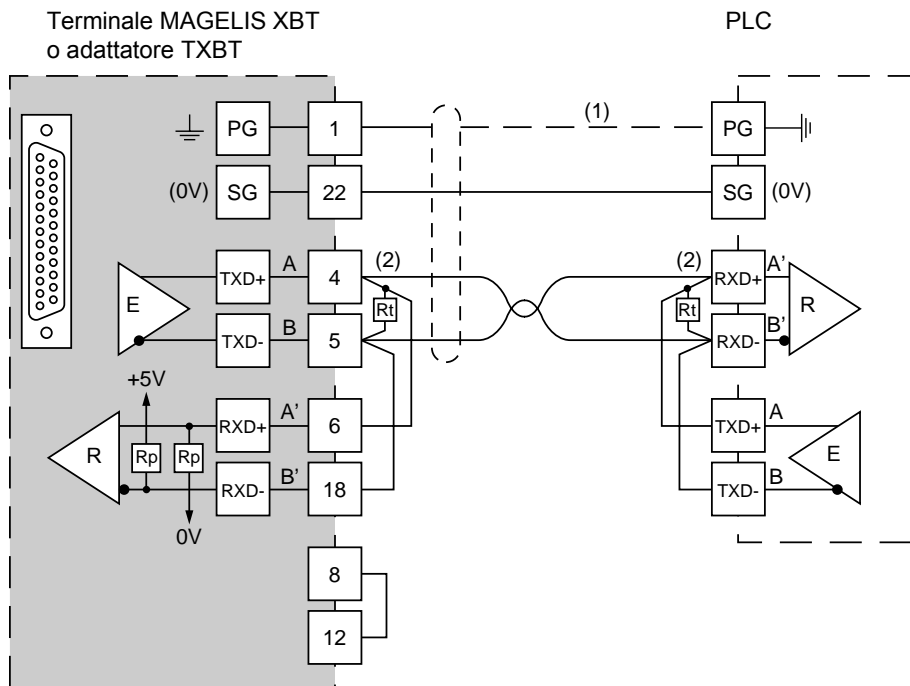 Terminale MAGELIS XBT
o adattatore TXBT
PLC
PG
1
(1)
PG
(0V)
SG
22
SG
(0V)
E
TXD+
A
4
(2)
Rt
(2)
Rt
RXD+
A'
R
TXD-
B
5
RXD-
B'
+5V
R
Rp
Rp
RXD+
A'
6
TXD+
A
E
RXD-
B'
18
TXD-
B
0V
8
12